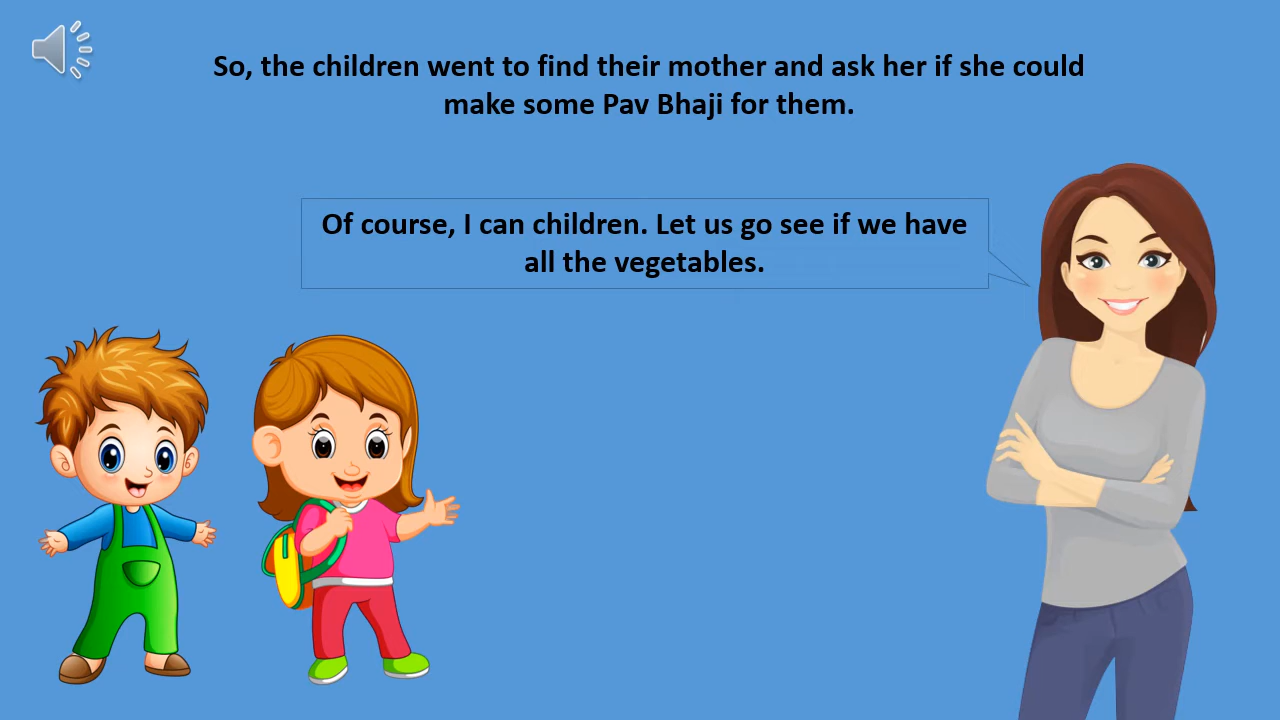 So, the children went to find their mother and ask her if she could
make some Pav Bhaji for them.
Of course, I can children. Let us go see if we have
all the vegetables.